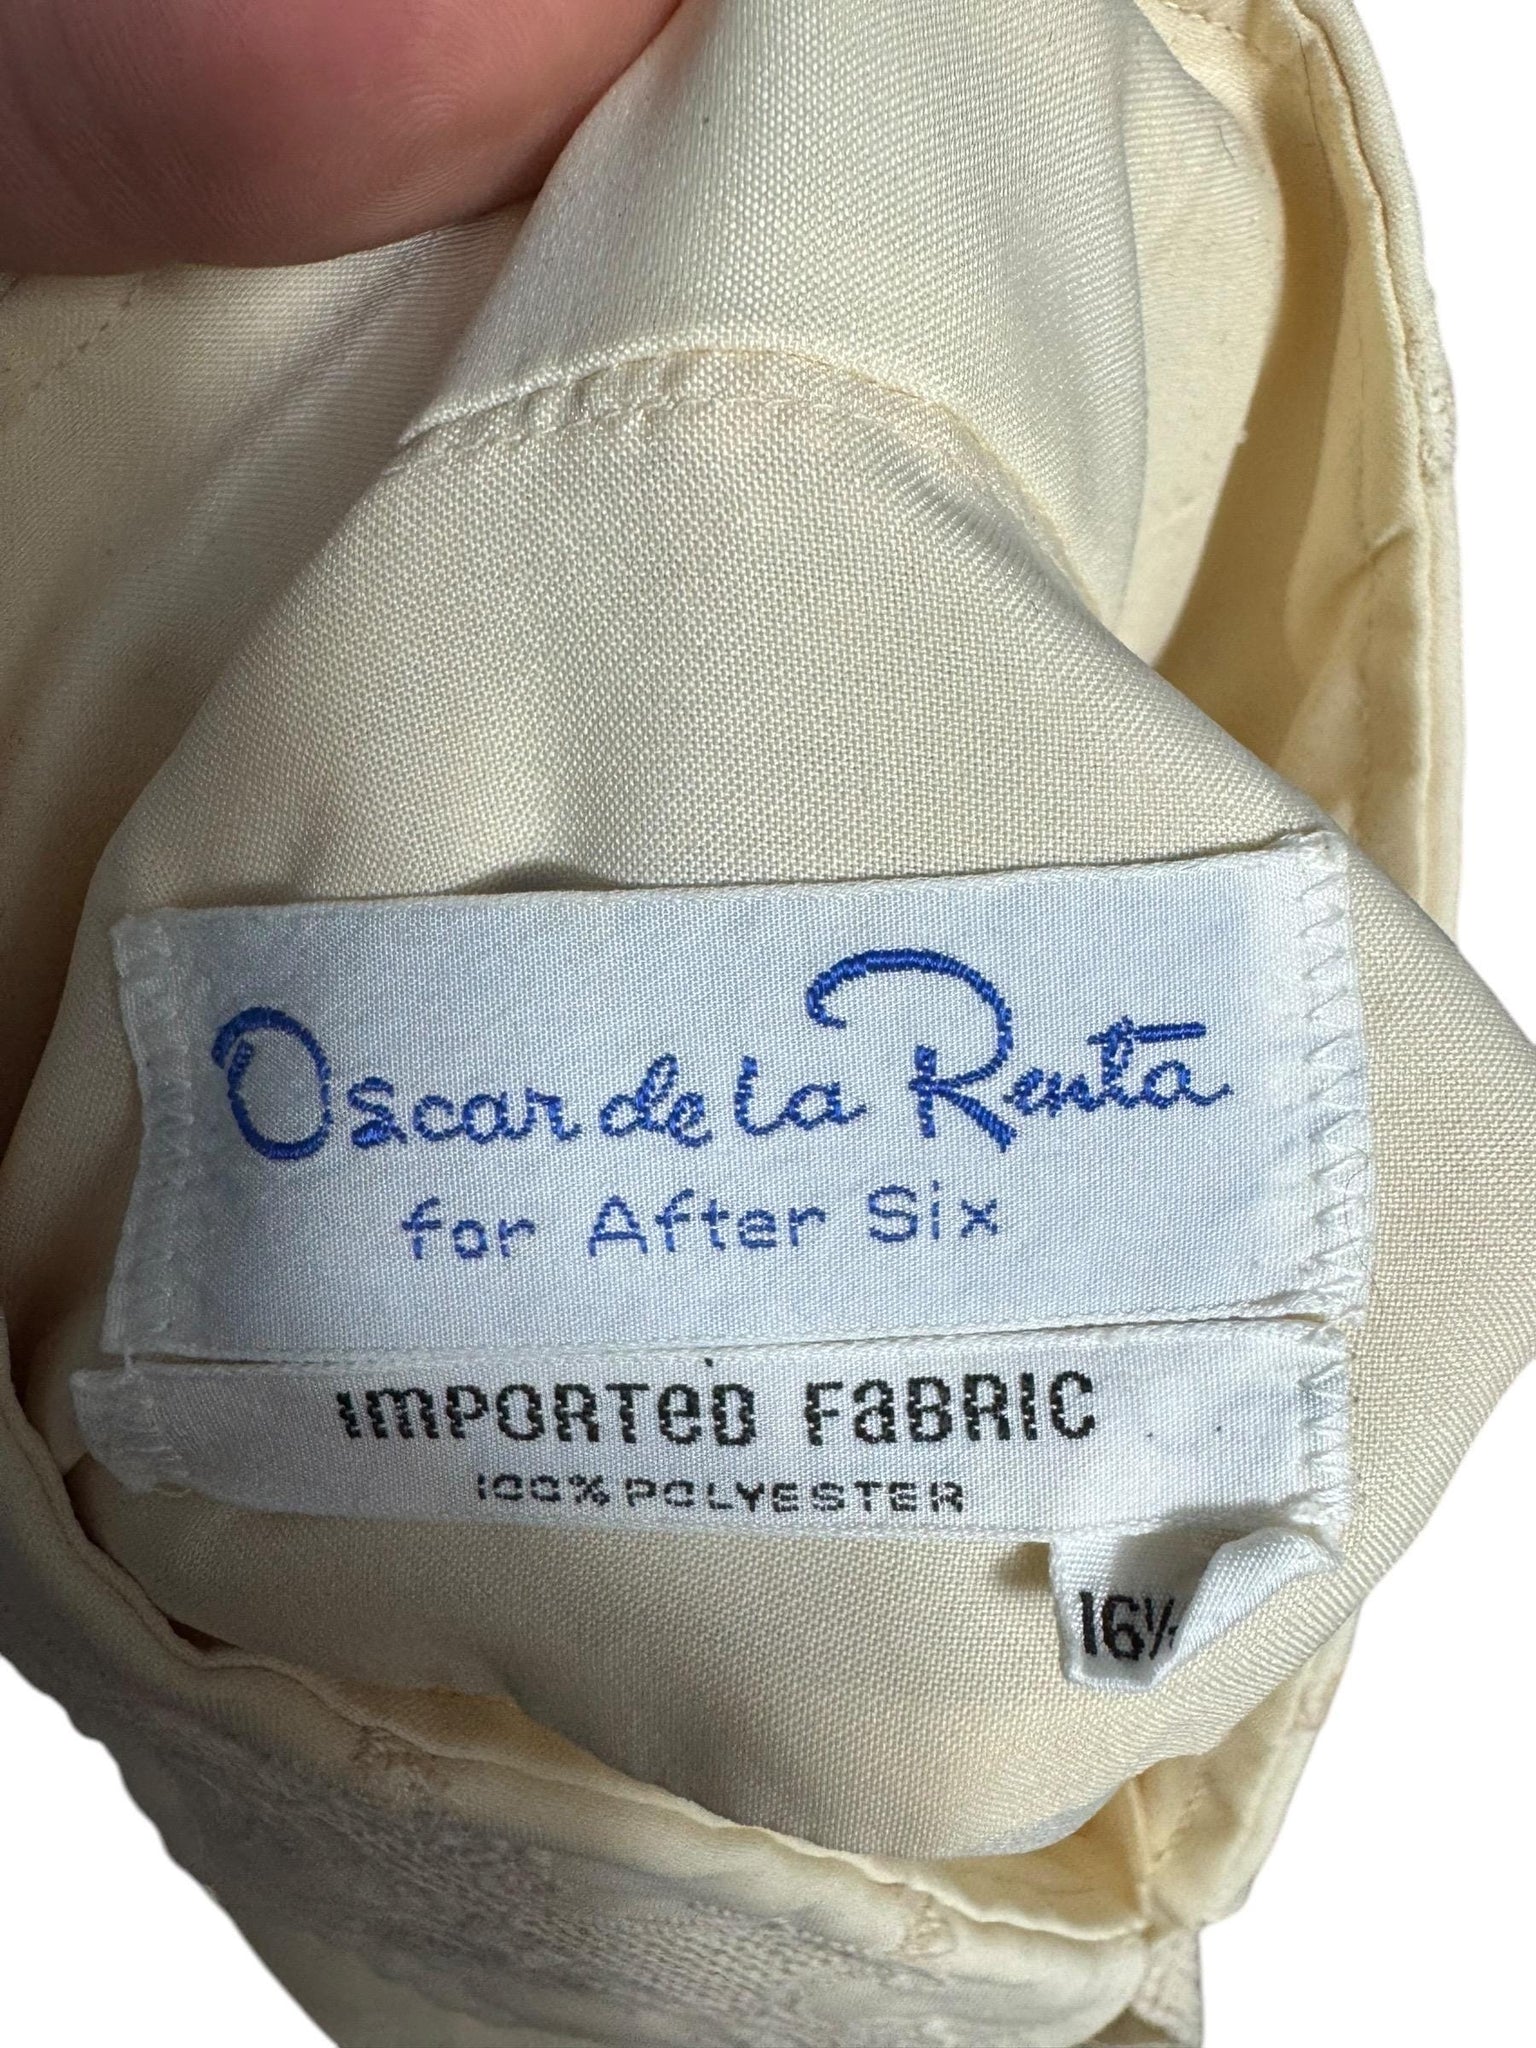 Oscar de la Renta
for After Six
IMPORTED FABRIC
100% POLYESTER